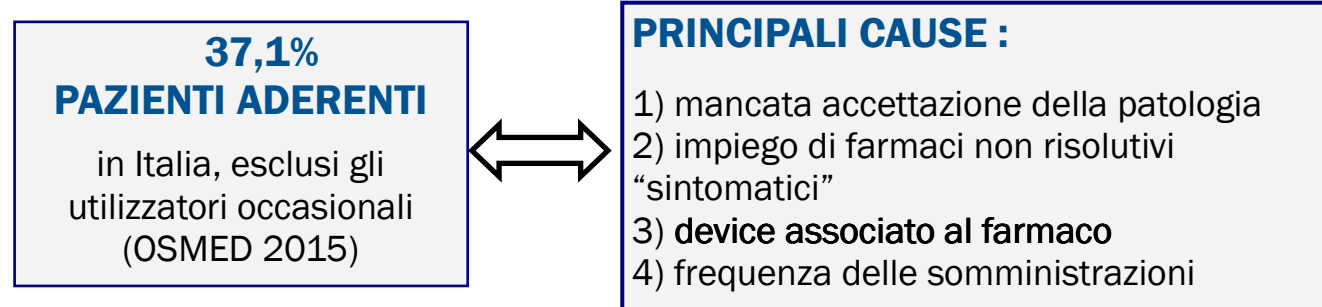 37,1%
PAZIENTI ADERENTI
in Italia, esclusi gli
utilizzatori occasionali
(OSMED 2015)
PRINCIPALI CAUSE :
1) mancata accettazione della patologia
2) impiego di farmaci non risolutivi
“sintomatici”
3) device associato al farmaco
4) frequenza delle somministrazioni